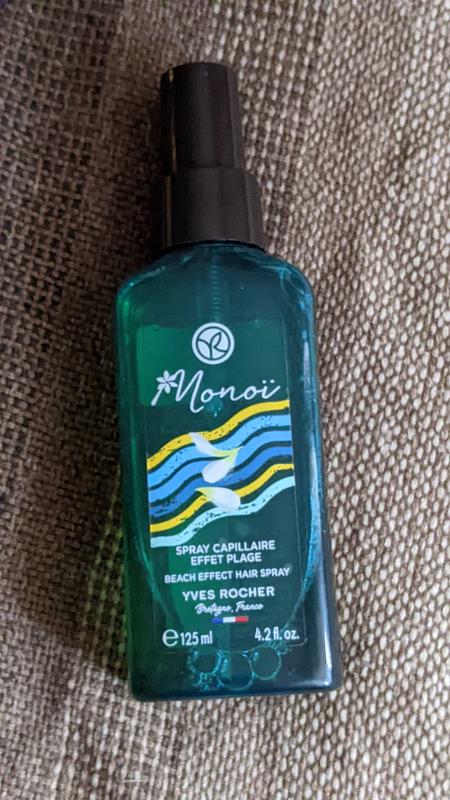 Monoï
SPRAY CAPILLAIRE
EFFET PLAGE
BEACH EFFECT HAIR SPRAY
YVES ROCHER
Bretagne, France
℮125 ml 4.2 fl. oz.